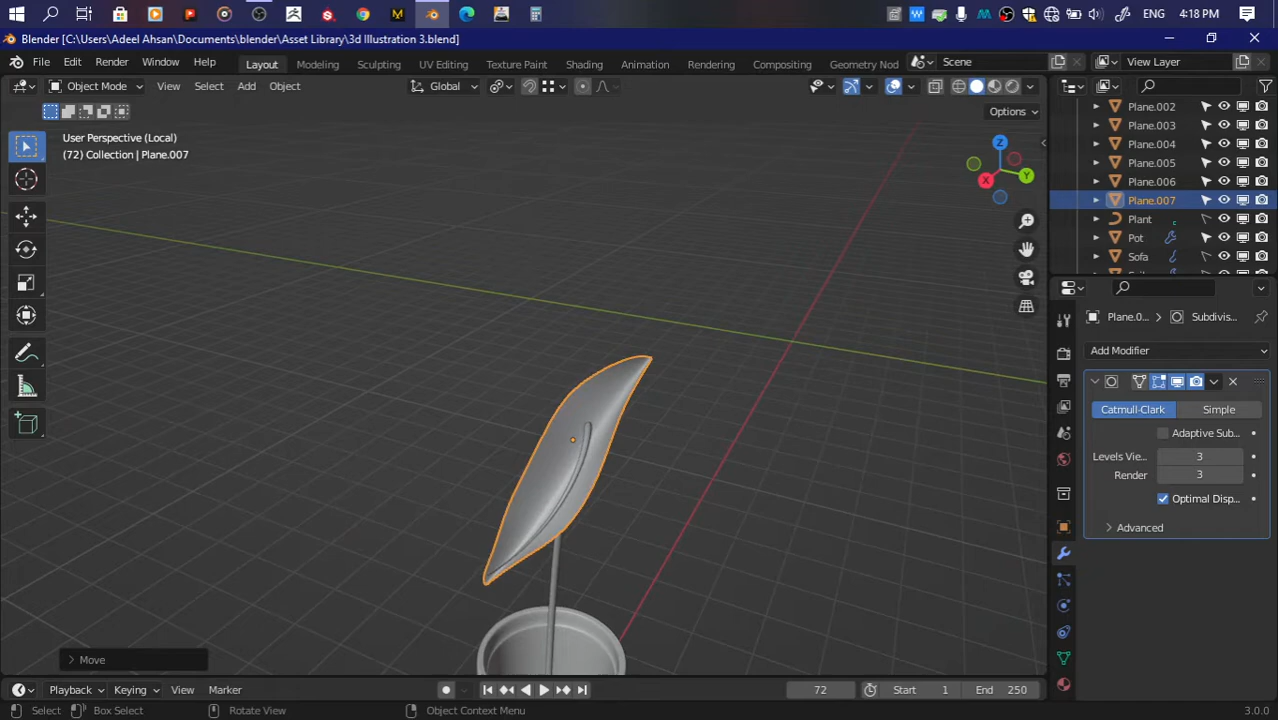 ENG 4:18 PM
Blender [C:\Users\Adeel Ahsan\Documents\blender\Asset Library\3d Illustration 3.blend]
File Edit Render Window Help Layout Modeling Sculpting UV Editing Texture Paint Shading Animation Rendering Compositing Geometry Nod Scene View Layer
Object Mode View Select Add Object Global
Options
User Perspective (Local)
(72) Collection | Plane.007
Z
X
Y
Plane.002
Plane.003
Plane.004
Plane.005
Plane.006
Plane.007
Plant
Pot
Sofa
Plane.0... > Subdivis...
Add Modifier
Catmull-Clark Simple
Adaptive Sub...
Levels Vie... 3
Render 3
Optimal Disp...
Advanced
Move
Playback Keying View Marker 72 Start 1 End 250
Select Box Select Rotate View Object Context Menu 3.0.0